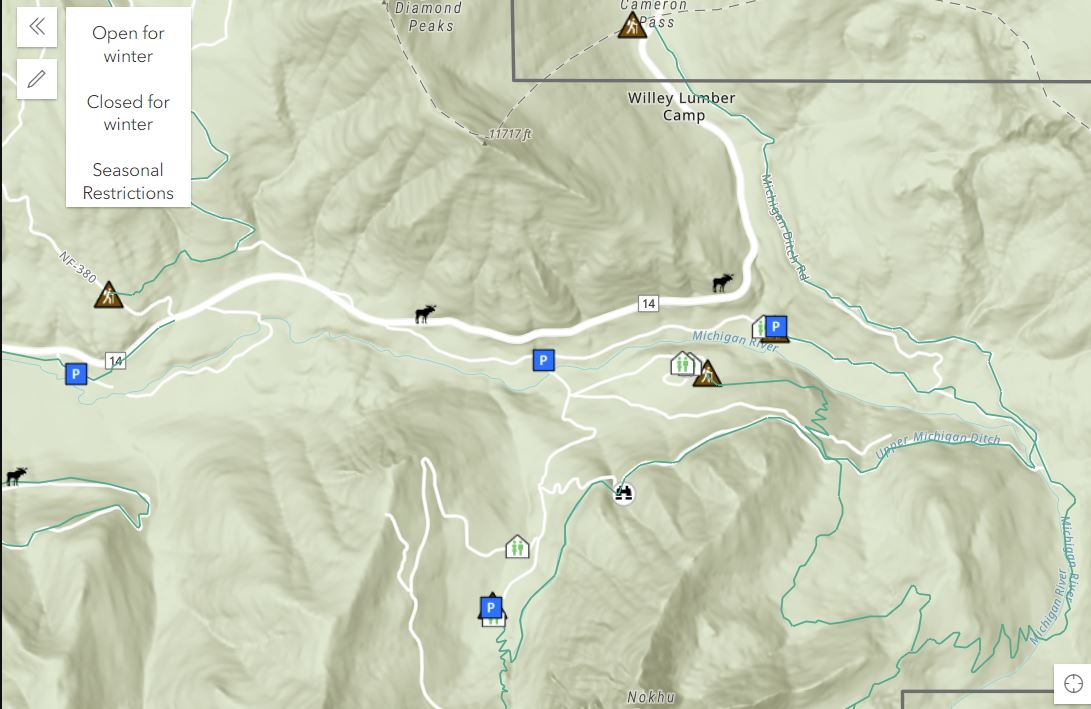 Open for
winter
Closed for
winter
Seasonal
Restrictions
Diamond
Peaks
Cameron
Pass
Willey Lumber
Camp
11717 ft
Michigan Ditch Rd
NF-380
14
14
P
P
P
P
Michigan River
Upper Michigan Ditch
Michigan River
Michigan River
Nokhu